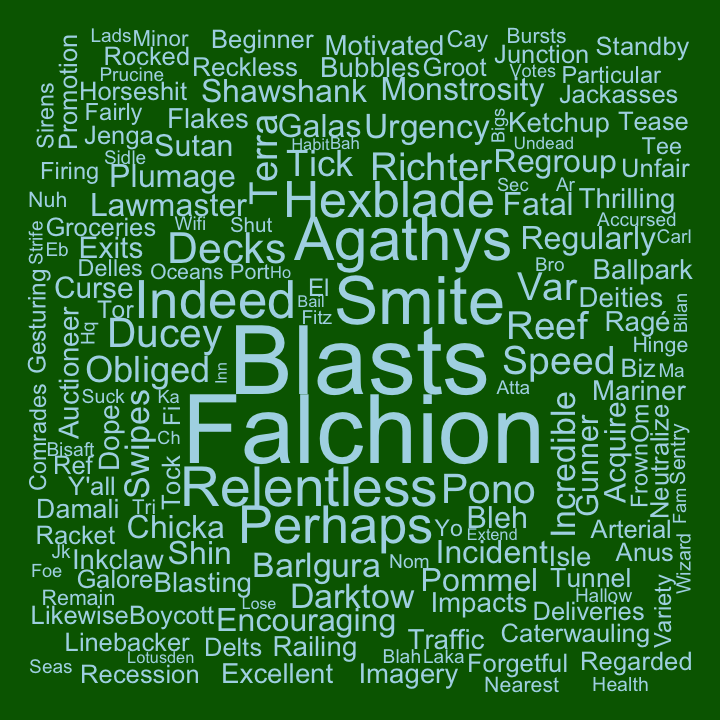 Lads
Minor
Beginner
Motivated
Cay
Bursts
Standby
Rocked
Junction
Prucine
Reckless
Bubbles
Groot
Votes
Particular
Sirens
Promotion
Horseshit
Shawshank
Monstrosity
Jackasses
Fairly
Flakes
Terra
Galas
Urgency
Bigs
Ketchup
Tease
Jenga
Sutan
Habit
Bah
Undead
Tee
Sidle
Firing
Plumage
Tick
Richter
Regroup
Unfair
Nuh
Lawmaster
Hexblade
Sec
Ar
Fatal
Thrilling
Groceries
Wifi
Shut
Accursed
Strife
Eb
Exits
Decks
Agathys
Regularly
Carl
Delles
Oceans
Port
Ho
Bro
Ballpark
Gesturing
Curse
Tor
Indeed
El
Bail
Fitz
Smite
Var
Deities
Ragé
Bilan
Hq
Ducey
Reef
Hinge
Auctioneer
Obliged
Inn
Blasts
Speed
Biz
Ma
Comrades
Suck
Ka
Atta
Mariner
Dope
Swipes
Fi
Ch
Falchion
Incredible
Gunner
Acquire
Om
Frown
Neutralize
Sentry
Fam
Bisaft
Ref
Y'all
Tock
Relentless
Pono
Damali
Tri
Racket
Chicka
Perhaps
Yo
Bleh
Extend
Arterial
Jk
Inkclaw
Shin
Barlgura
Nom
Incident
Isle
Anus
Wizard
Foe
Galore
Blasting
Pommel
Tunnel
Remain
Lose
Darktow
Impacts
Hallow
Variety
Likewise
Boycott
Encouraging
Deliveries
Linebacker
Delts
Railing
Traffic
Caterwauling
Lotusden
Blah
Laka
Seas
Recession
Excellent
Imagery
Forgetful
Regarded
Nearest
Health